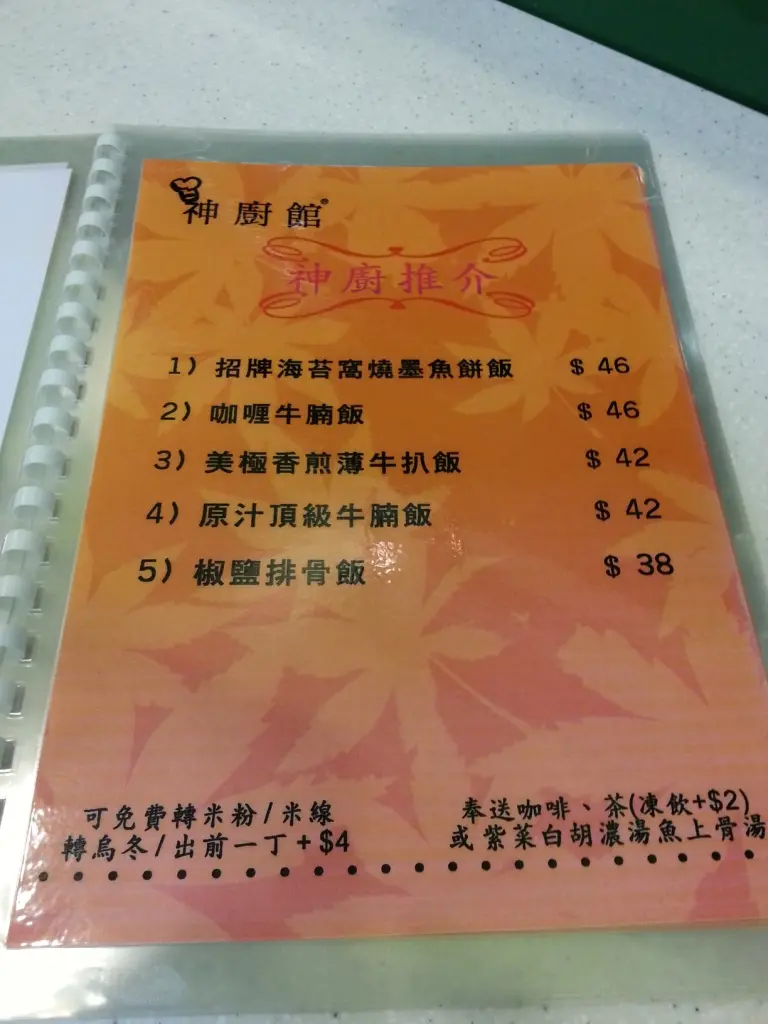 神廚館®
神廚推介
1) 招牌海苔窩燒墨魚餅飯 $ 46
2) 咖喱牛腩飯 $ 46
3) 美極香煎薄牛扒飯 $ 42
4) 原汁頂級牛腩飯 $ 42
5) 椒鹽排骨飯 $ 38
可免費轉米粉/米線
轉烏冬/出前一丁+$4
奉送咖啡、茶(凍飲+$2)
或紫菜白胡濃湯魚上骨湯